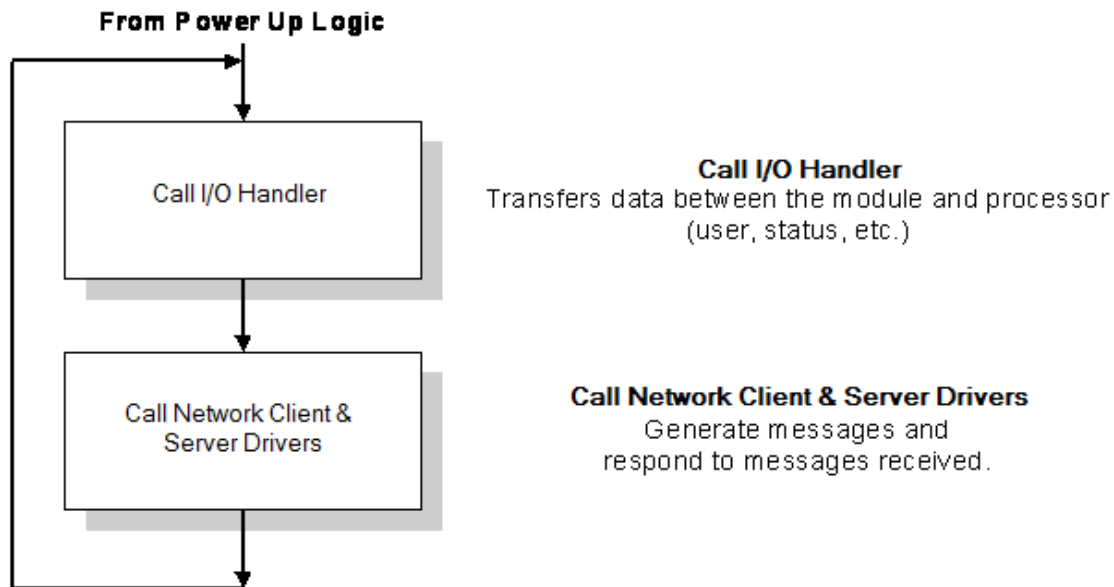 From Power Up Logic
Call I/O Handler
Call I/O Handler
Transfers data between the module and processor
(user, status, etc.)
Call Network Client &
Server Drivers
Call Network Client & Server Drivers
Generate messages and
respond to messages received.